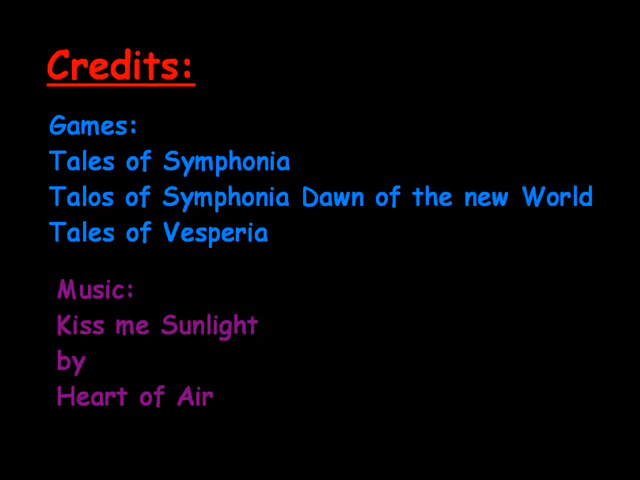 Credits:
Games:
Tales of Symphonia
Talos of Symphonia Dawn of the new World
Tales of Vesperia
Music:
Kiss me Sunlight
by
Heart of Air